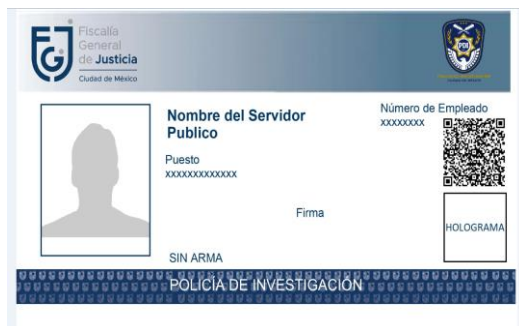 Fiscalía
General
de Justicia
Ciudad de México
PDI
Nombre del Servidor
Publico
Número de Empleado
xxxxxxxx
Puesto
xxxxxxxxxxxxx
Firma
HOLOGRAMA
SIN ARMA
POLICÍA DE INVESTIGACIÓN